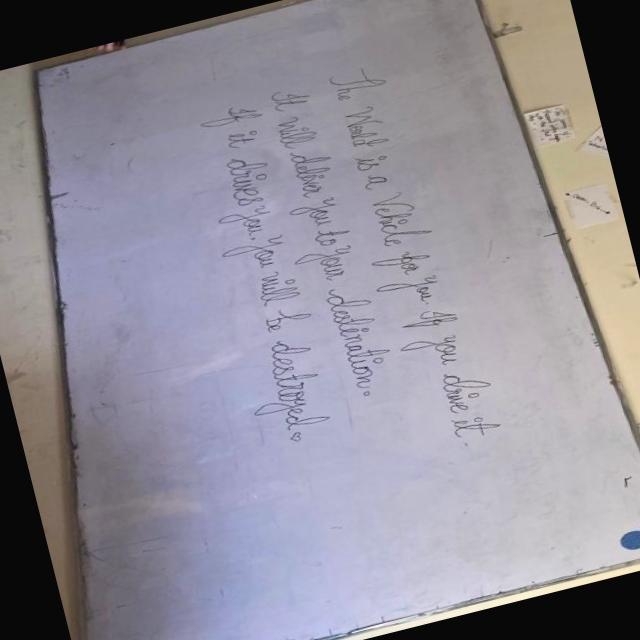 The World is a Vehicle for you If you drive it
It will deliver you to your destination.
If it drives you, you will be destroyed.